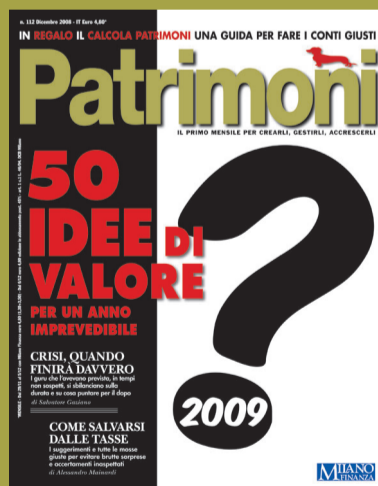 n. 112 Dicembre 2008 - IT Euro 4,80*
IN REGALO IL CALCOLA PATRIMONI UNA GUIDA PER FARE I CONTI GIUSTI
Patrimoni
IL PRIMO MENSILE PER CREARLI, GESTIRLI, ACCRESCERLI
50
IDEE DI
VALORE
PER UN ANNO
IMPREVEDIBILE
CRISI, QUANDO
FINIRÀ DAVVERO
I guru che l'avevano prevista, in tempi
non sospetti, si sbilanciano sulla
durata e su cosa puntare per il dopo
di Salvatore Gaziano
2009
COME SALVARSI
DALLE TASSE
I suggerimenti e tutte le mosse
giuste per evitare brutte sorprese
e accertamenti inaspettati
di Alessandro Mainardi
MILANO
FINANZA